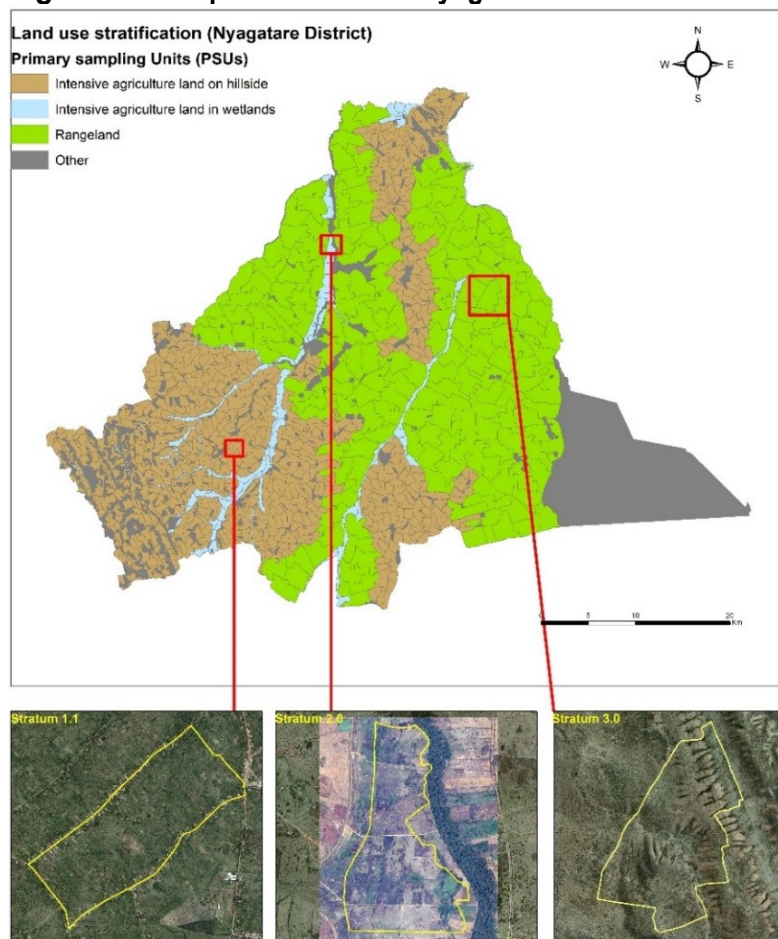 Land use stratification (Nyagatare District)
Primary sampling Units (PSUs)
Intensive agriculture land on hillside
Intensive agriculture land in wetlands
Rangeland
Other
N
W E
S
0 5 10 20
Km
Stratum 1.1
Stratum 2.0
Stratum 3.0